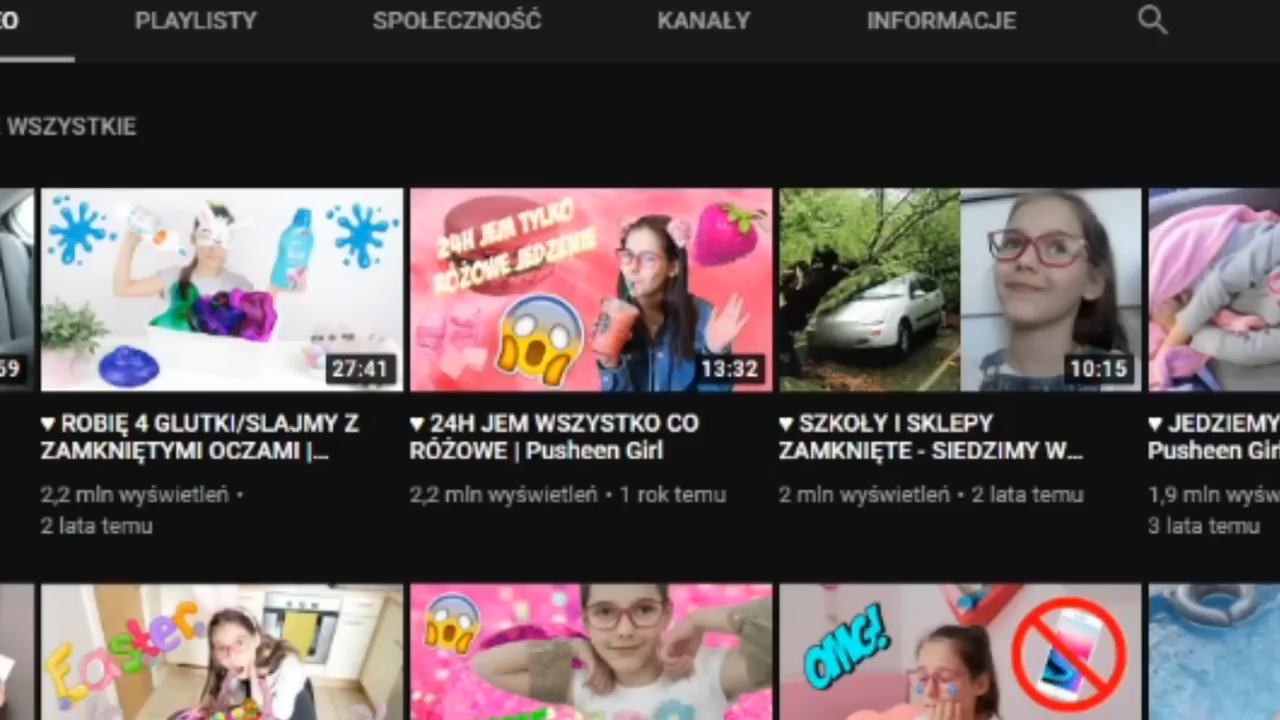 EO PLAYLISTY SPOŁECZNOŚĆ KANAŁY INFORMACJE
WSZYSTKIE
24H JEM TYLKO
RÓŻOWE JEDZENIE
59 27:41 13:32 10:15
♥ ROBIĘ 4 GLUTKI/SLAJMY Z
ZAMKNIĘTYMI OCZAMI |...
2,2 mln wyświetleń •
2 lata temu
♥ 24H JEM WSZYSTKO CO
RÓŻOWE | Pusheen Girl
2,2 mln wyświetleń • 1 rok temu
♥ SZKOŁY I SKLEPY
ZAMKNIĘTE - SIEDZIMY W...
2 mln wyświetleń • 2 lata temu
♥ JEDZIEMY
Pusheen Gir
1,9 mln wyśw
3 lata temu
Easter
OMG!